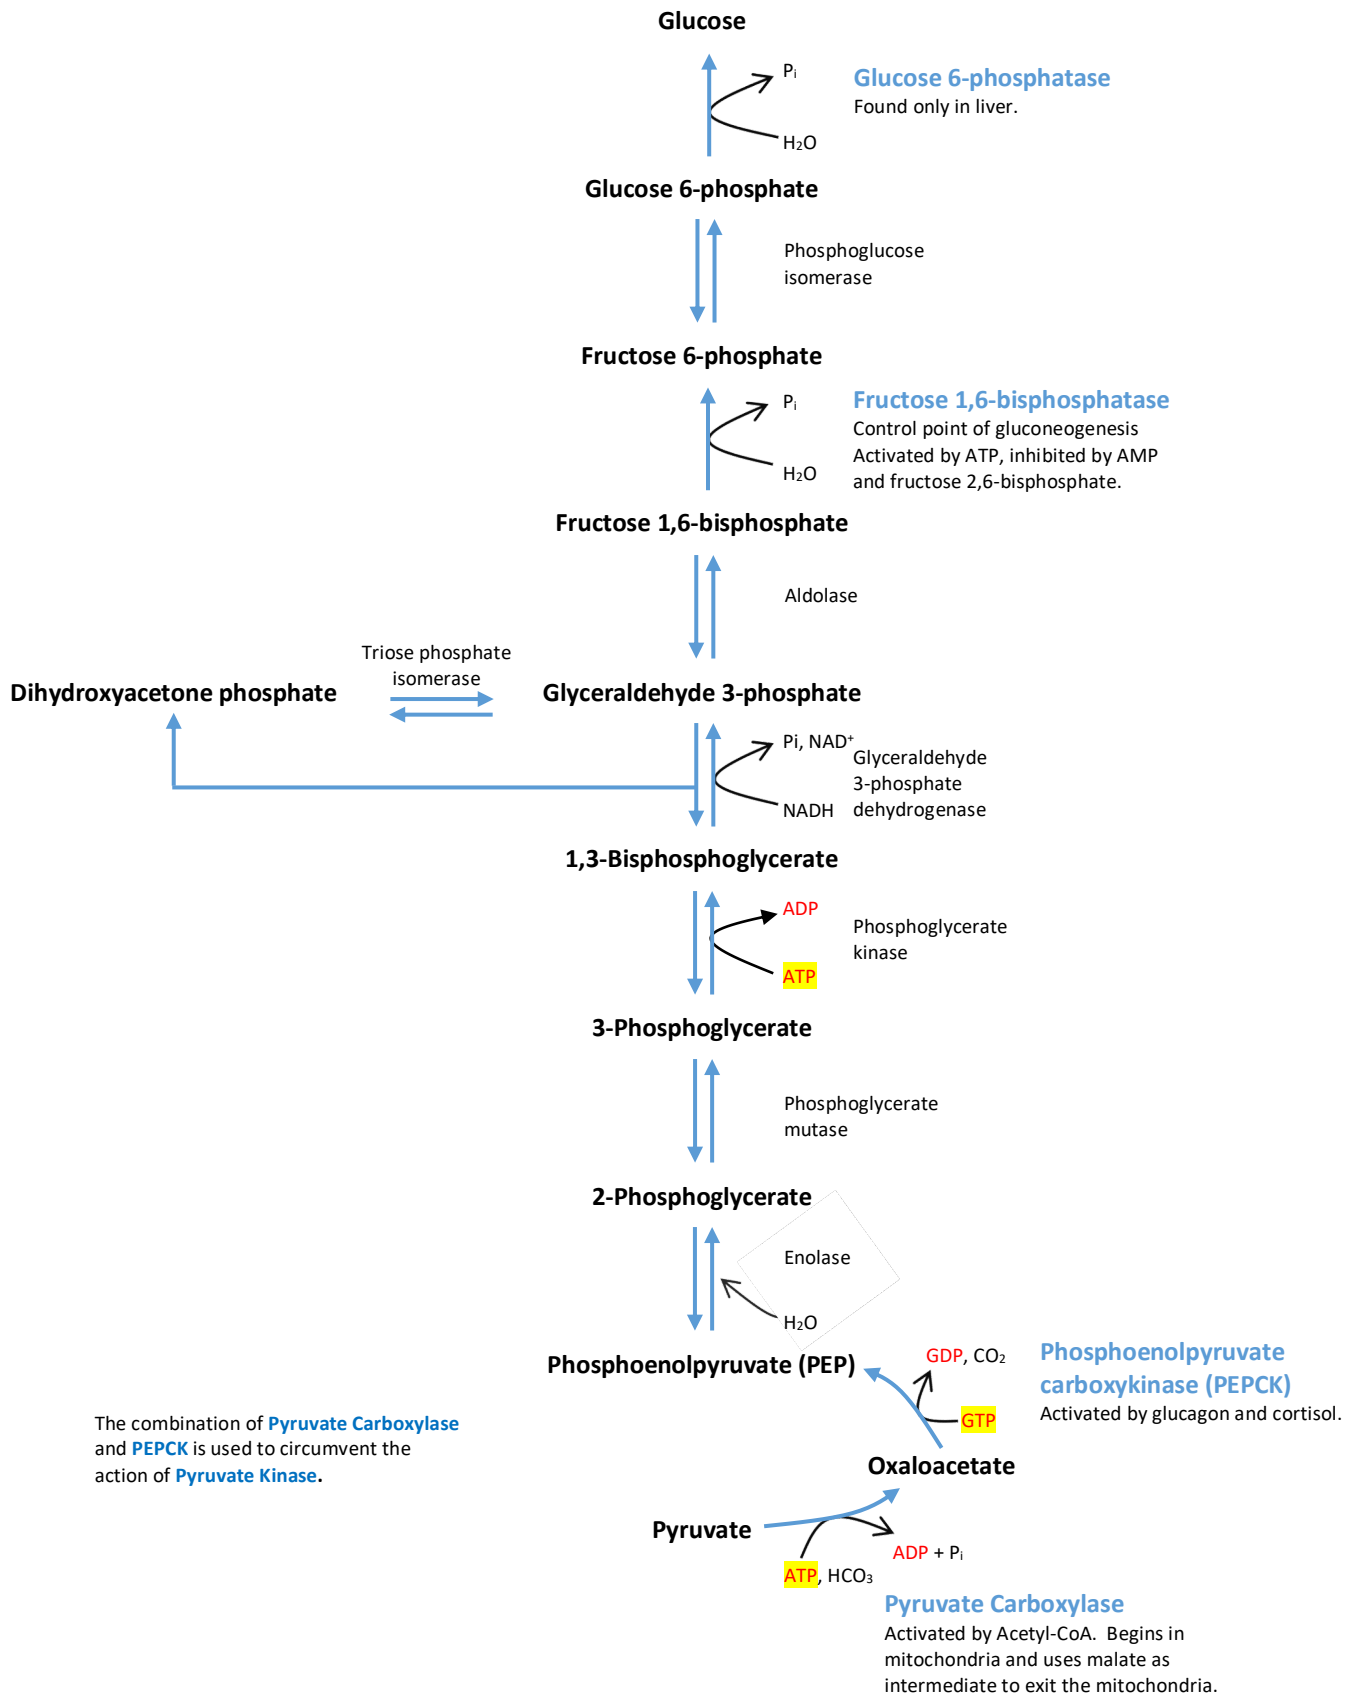 Glucose
Pᵢ
Glucose 6-phosphatase
Found only in liver.
H₂O
Glucose 6-phosphate
Phosphoglucose
isomerase
Fructose 6-phosphate
Pᵢ
Fructose 1,6-bisphosphatase
Control point of gluconeogenesis
Activated by ATP, inhibited by AMP
and fructose 2,6-bisphosphate.
H₂O
Fructose 1,6-bisphosphate
Aldolase
Triose phosphate
isomerase
Dihydroxyacetone phosphate
Glyceraldehyde 3-phosphate
Pi, NAD⁺
Glyceraldehyde
3-phosphate
dehydrogenase
NADH
1,3-Bisphosphoglycerate
ADP
Phosphoglycerate
kinase
ATP
3-Phosphoglycerate
Phosphoglycerate
mutase
2-Phosphoglycerate
Enolase
H₂O
Phosphoenolpyruvate (PEP)
GDP, CO₂
Phosphoenolpyruvate
carboxykinase (PEPCK)
Activated by glucagon and cortisol.
GTP
The combination of Pyruvate Carboxylase
and PEPCK is used to circumvent the
action of Pyruvate Kinase.
Oxaloacetate
Pyruvate
ADP + Pᵢ
ATP, HCO₃
Pyruvate Carboxylase
Activated by Acetyl-CoA.  Begins in
mitochondria and uses malate as
intermediate to exit the mitochondria.